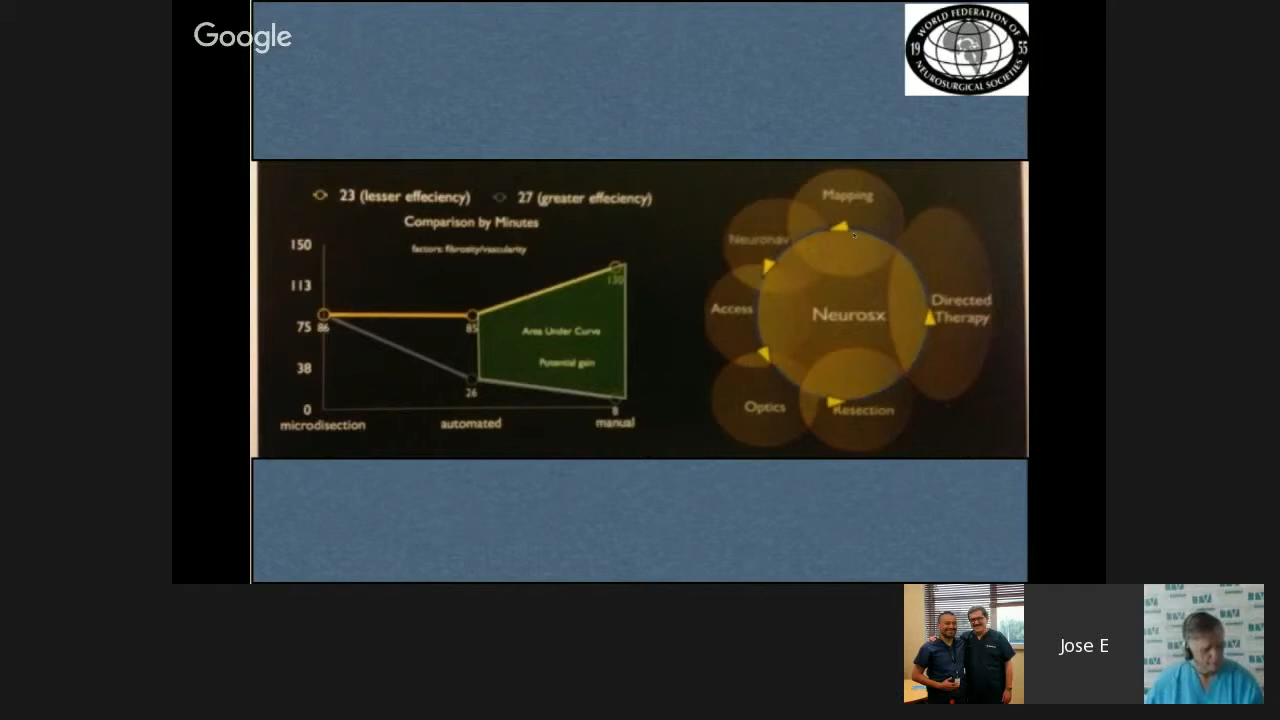 Google
WORLD FEDERATION OF
19 55
NEUROSURGICAL SOCIETIES
23 (lesser effeciency) 27 (greater effeciency)
Comparison by Minutes
factors: fibrosity/vascularity
150
113
75
38
0
86
85
26
130
8
Area Under Curve
Potential gain
microdisection automated manual
Mapping
Neuronav
Access
Neurosx
Directed
Therapy
Optics
Resection
Jose E